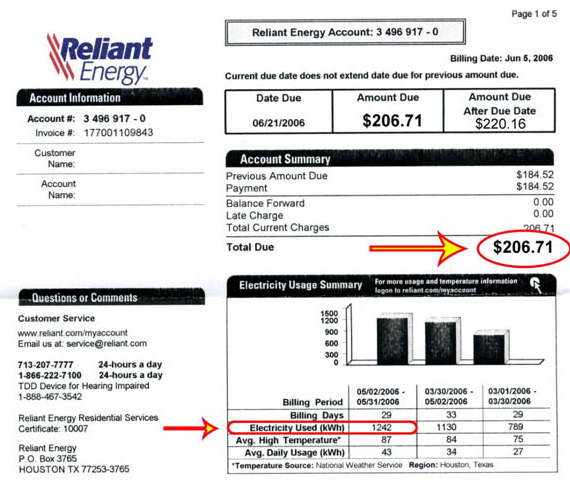 Page 1 of 5
Reliant Energy Account: 3 496 917 - 0
Reliant
Energy
Billing Date: Jun 5, 2006
Current due date does not extend date due for previous amount due.
Account Information
Account #: 3 496 917 - 0
Invoice #: 177001109843
Customer
Name:
Account
Name:
Date Due Amount Due Amount Due
After Due Date
06/21/2006 $206.71 $220.16
Account Summary
Previous Amount Due $184.52
Payment $184.52
Balance Forward 0.00
Late Charge 0.00
Total Current Charges 206.71
Total Due $206.71
Questions or Comments
Customer Service
www.reliant.com/myaccount
Email us at: service@reliant.com
713-207-7777 24-hours a day
1-866-222-7100 24-hours a day
TDD Device for Hearing Impaired
1-888-467-3542
Reliant Energy Residential Services
Certificate: 10007
Reliant Energy
P.O. Box 3765
HOUSTON TX 77253-3765
Electricity Usage Summary
For more usage and temperature information
logon to reliant.com/myaccount
1500
1200
900
600
300
0
Billing Period 05/02/2006 - 05/31/2006 03/30/2006 - 05/02/2006 03/01/2006 - 03/30/2006
Billing Days 29 33 29
Electricity Used (kWh) 1242 1130 789
Avg. High Temperature* 87 84 75
Avg. Daily Usage (kWh) 43 34 27
*Temperature Source: National Weather Service Region: Houston, Texas